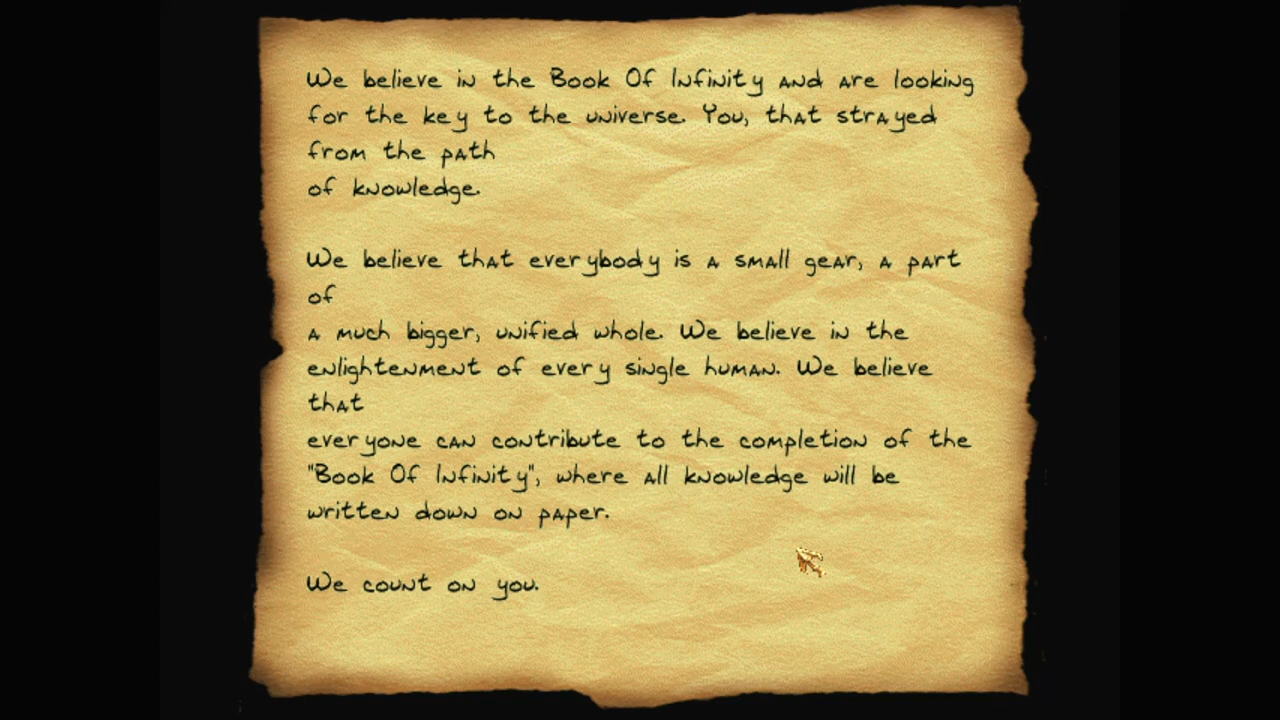 We believe in the Book Of Infinity and are looking
for the key to the universe. You, that strayed
from the path
of knowledge.
We believe that everybody is a small gear, a part
of
a much bigger, unified whole. We believe in the
enlightenment of every single human. We believe
that
everyone can contribute to the completion of the
"Book Of Infinity", where all knowledge will be
written down on paper.
We count on you.